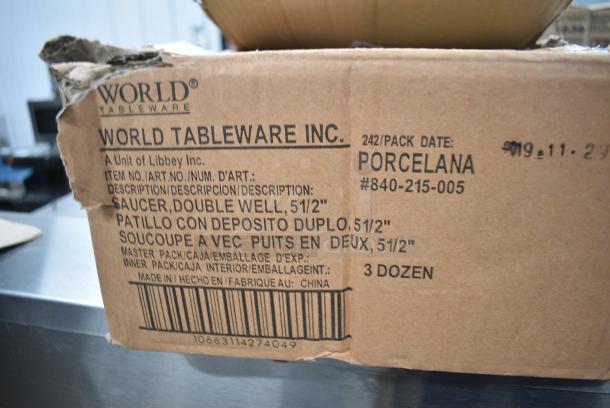 WORLD®
TABLEWARE
WORLD TABLEWARE INC.
A Unit of Libbey Inc.
242/PACK DATE:
ITEM NO./ART.NO./NUM. D'ART.:
PORCELANA
#840-215-005
DESCRIPTION/DESCRIPCION/DESCRIPTION:
SAUCER, DOUBLE WELL, 51/2"
PATILLO CON DEPOSITO DUPLO, 51/2"
SOUCOUPE A VEC PUITS EN DEUX, 51/2"
MASTER PACK/CAJA/EMBALLAGE D'EXP.:
INNER PACK/CAJA INTERIOR/EMBALLAGEINT.:
3 DOZEN
MADE IN / HECHO EN / FABRIQUE AU: CHINA
10663114274049